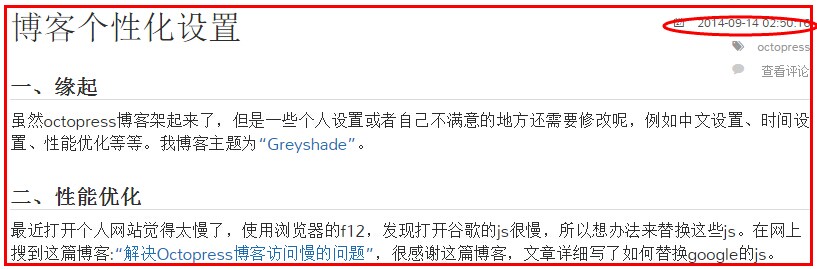 博客个性化设置
2014-09-14 02:50:16
octopress
查看评论
一、缘起
虽然octopress博客架起来了，但是一些个人设置或者自己不满意的地方还需要修改呢，例如中文设置、时间设
置、性能优化等等。我博客主题为“Greyshade”。
二、性能优化
最近打开个人网站觉得太慢了，使用浏览器的f12，发现打开谷歌的js很慢，所以想办法来替换这些js。在网上
搜到这篇博客:“解决Octopress博客访问慢的问题”，很感谢这篇博客，文章详细写了如何替换google的js。